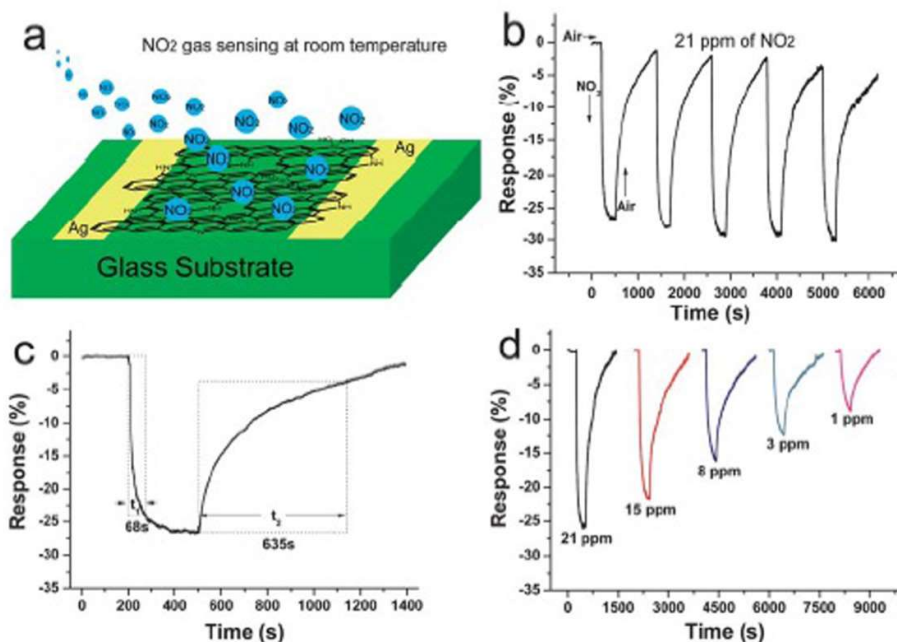 a
NO2 gas sensing at room temperature
NO2
NO2
NO2
NO2
NO2
NO2
NO2
NO2
NO2
NO2
NO2
NO2
HN
NH
Ag
Ag
Glass Substrate
b
Air
21 ppm of NO2
NO2
Air
Response (%)
0
-5
-10
-15
-20
-25
-30
-35
0 1000 2000 3000 4000 5000 6000
Time (s)
c
Response (%)
0
-5
-10
-15
-20
-25
-30
-35
t1
68s
t2
635s
0 200 400 600 800 1000 1200 1400
Time (s)
d
Response (%)
0
-5
-10
-15
-20
-25
-30
-35
21 ppm
15 ppm
8 ppm
3 ppm
1 ppm
0 1500 3000 4500 6000 7500 9000
Time (s)